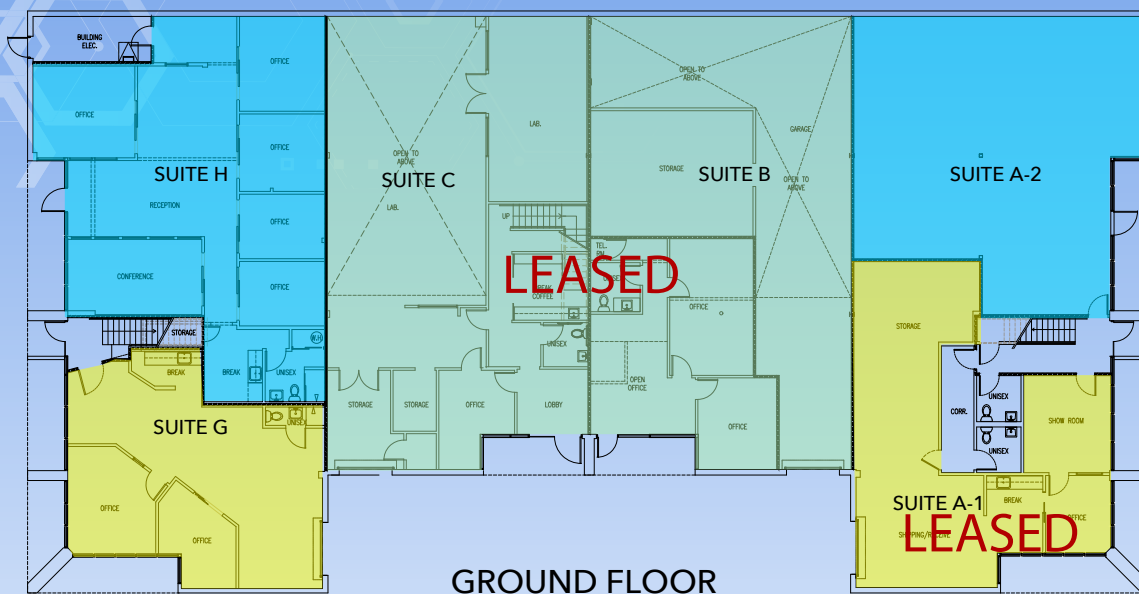 BUILDING
ELEC.
OFFICE
OFFICE
OFFICE
SUITE H
RECEPTION
OFFICE
CONFERENCE
OFFICE
STORAGE
W.H
BREAK
UNISEX
BREAK
SUITE G
UNISEX
OFFICE
OFFICE
OPEN TO
ABOVE
SUITE C
LAB.
LAB.
UP
BREAK
COFFEE
UNISEX
STORAGE
STORAGE
OFFICE
LOBBY
LEASED
OPEN TO
ABOVE
GARAGE
STORAGE
SUITE B
OPEN TO
ABOVE
TEL.
RM.
OFFICE
OPEN
OFFICE
OFFICE
SUITE A-2
STORAGE
CORR.
UNISEX
UNISEX
SHOW ROOM
SUITE A-1
BREAK
OFFICE
LEASED
GROUND FLOOR